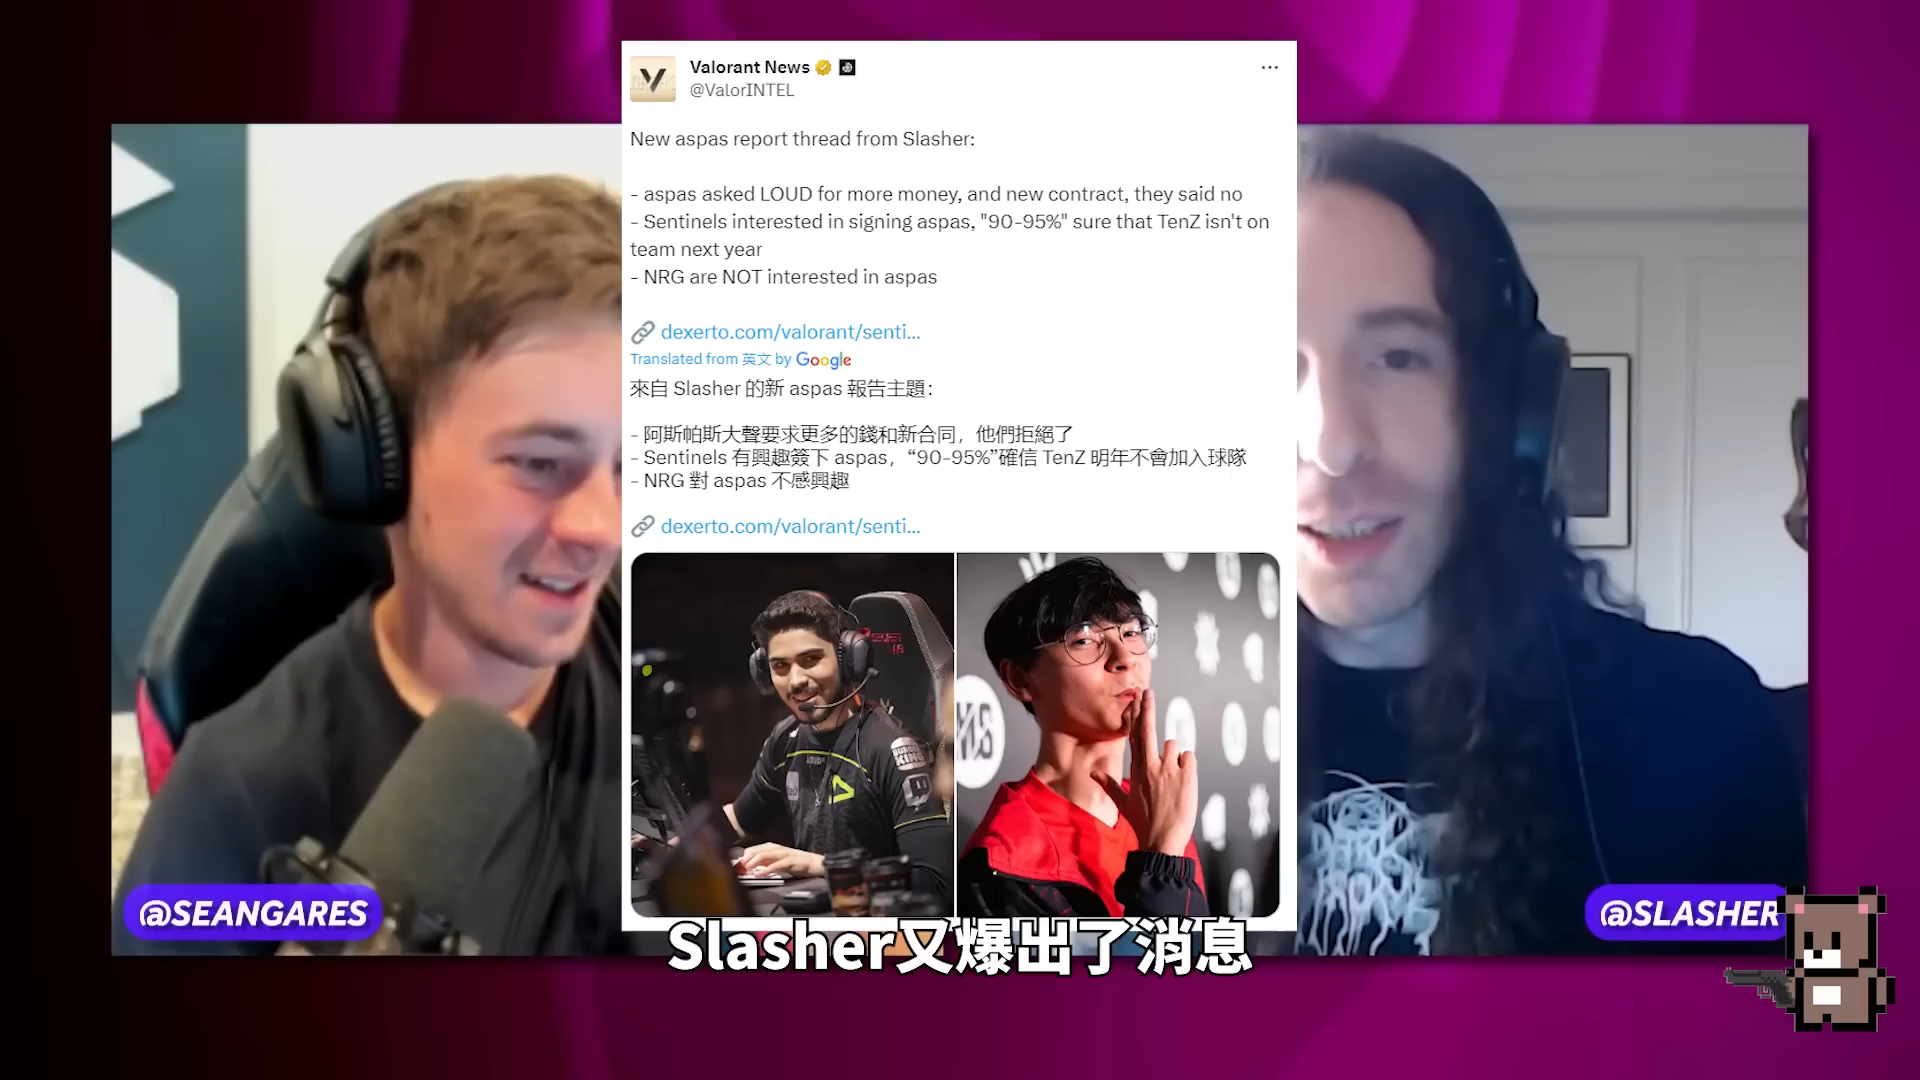 Valorant News
@ValorINTEL
New aspas report thread from Slasher:
- aspas asked LOUD for more money, and new contract, they said no
- Sentinels interested in signing aspas, "90-95%" sure that TenZ isn't on
team next year
- NRG are NOT interested in aspas
dexerto.com/valorant/senti...
Translated from 英文 by Google
來自 Slasher 的新 aspas 報告主題：
- 阿斯帕斯大聲要求更多的錢和新合同，他們拒絕了
- Sentinels 有興趣簽下 aspas，“90-95%”確信 TenZ 明年不會加入球隊
- NRG 對 aspas 不感興趣
dexerto.com/valorant/senti...
BURGER
KING
LOUD
@SEANGARES
@SLASHER
Slasher又爆出了消息